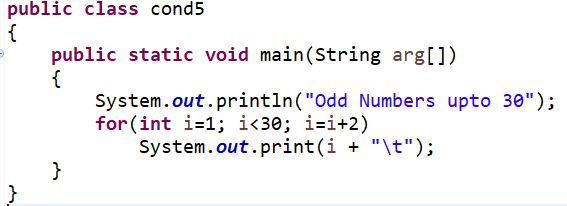 public class cond5
{
    public static void main(String arg[])
    {
        System.out.println("Odd Numbers upto 30");
        for(int i=1; i<30; i=i+2)
            System.out.print(i + "\t");
    }
}